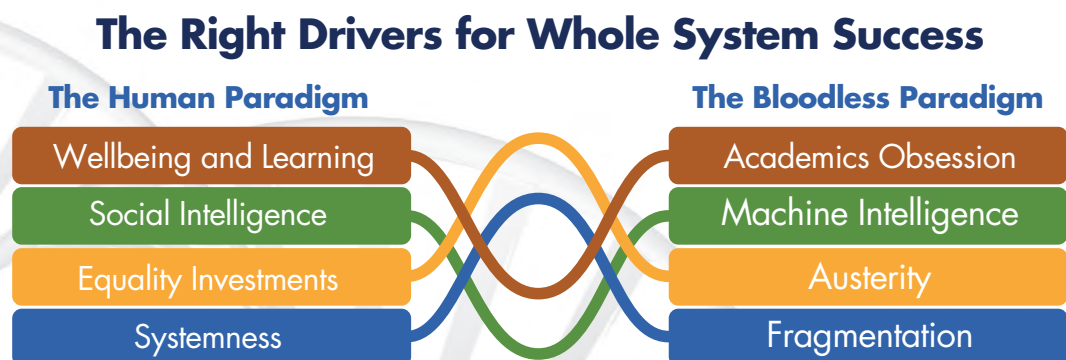 The Right Drivers for Whole System Success
The Human Paradigm
Wellbeing and Learning
Social Intelligence
Equality Investments
Systemness
The Bloodless Paradigm
Academics Obsession
Machine Intelligence
Austerity
Fragmentation